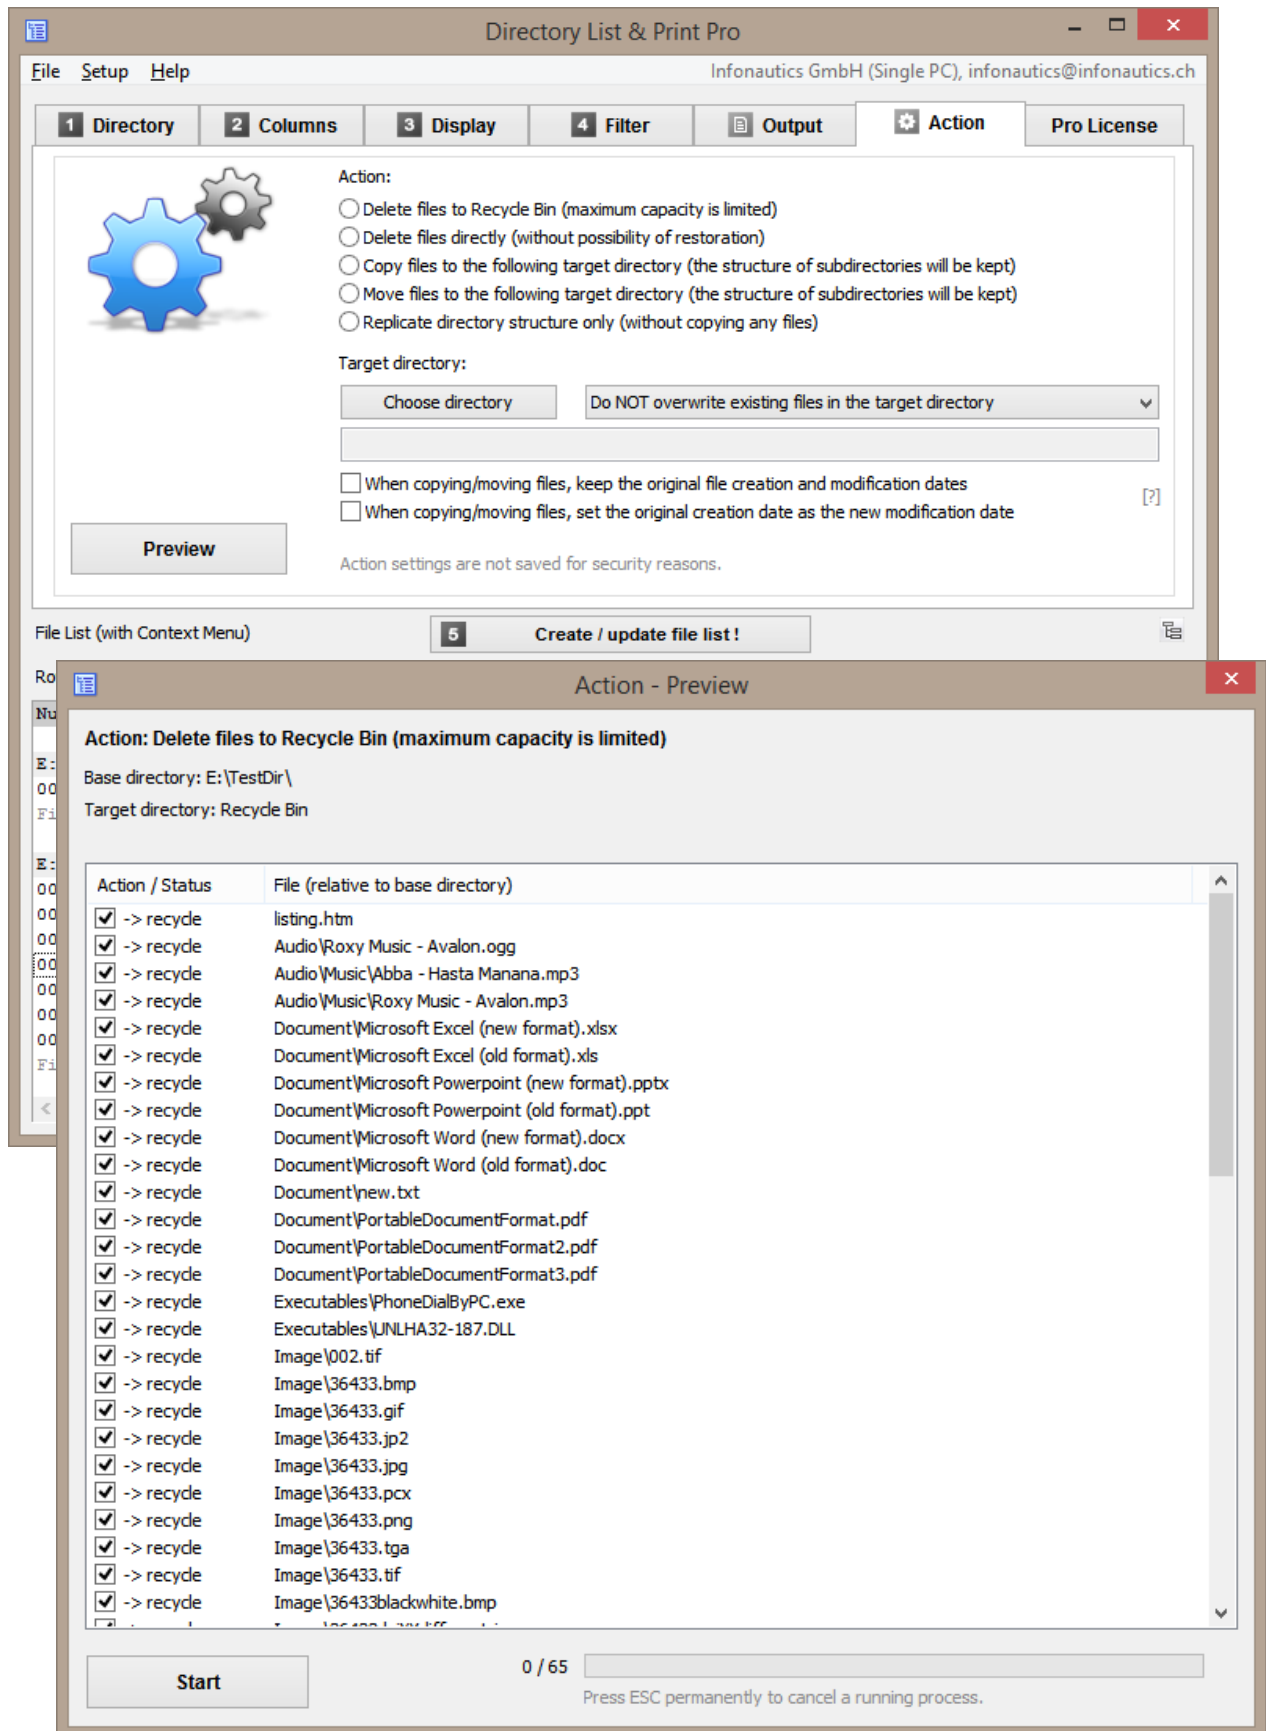 Directory List & Print Pro
File Setup Help Infonautics GmbH (Single PC), infonautics@infonautics.ch
1 Directory 2 Columns 3 Display 4 Filter Output Action Pro License
Action:
Delete files to Recycle Bin (maximum capacity is limited)
Delete files directly (without possibility of restoration)
Copy files to the following target directory (the structure of subdirectories will be kept)
Move files to the following target directory (the structure of subdirectories will be kept)
Replicate directory structure only (without copying any files)
Target directory:
Choose directory Do NOT overwrite existing files in the target directory
When copying/moving files, keep the original file creation and modification dates
[?]
When copying/moving files, set the original creation date as the new modification date
Preview
Action settings are not saved for security reasons.
File List (with Context Menu) 5 Create / update file list !
Action - Preview
Action: Delete files to Recycle Bin (maximum capacity is limited)
Base directory: E:\TestDir\
Target directory: Recycle Bin
Action / Status File (relative to base directory)
-> recycle listing.htm
-> recycle Audio\Roxy Music - Avalon.ogg
-> recycle Audio\Music\Abba - Hasta Manana.mp3
-> recycle Audio\Music\Roxy Music - Avalon.mp3
-> recycle Document\Microsoft Excel (new format).xlsx
-> recycle Document\Microsoft Excel (old format).xls
-> recycle Document\Microsoft Powerpoint (new format).pptx
-> recycle Document\Microsoft Powerpoint (old format).ppt
-> recycle Document\Microsoft Word (new format).docx
-> recycle Document\Microsoft Word (old format).doc
-> recycle Document\new.txt
-> recycle Document\PortableDocumentFormat.pdf
-> recycle Document\PortableDocumentFormat2.pdf
-> recycle Document\PortableDocumentFormat3.pdf
-> recycle Executables\PhoneDialByPC.exe
-> recycle Executables\UNLHA32-187.DLL
-> recycle Image\002.tif
-> recycle Image\36433.bmp
-> recycle Image\36433.gif
-> recycle Image\36433.jp2
-> recycle Image\36433.jpg
-> recycle Image\36433.pcx
-> recycle Image\36433.png
-> recycle Image\36433.tga
-> recycle Image\36433.tif
-> recycle Image\36433blackwhite.bmp
Start 0 / 65
Press ESC permanently to cancel a running process.